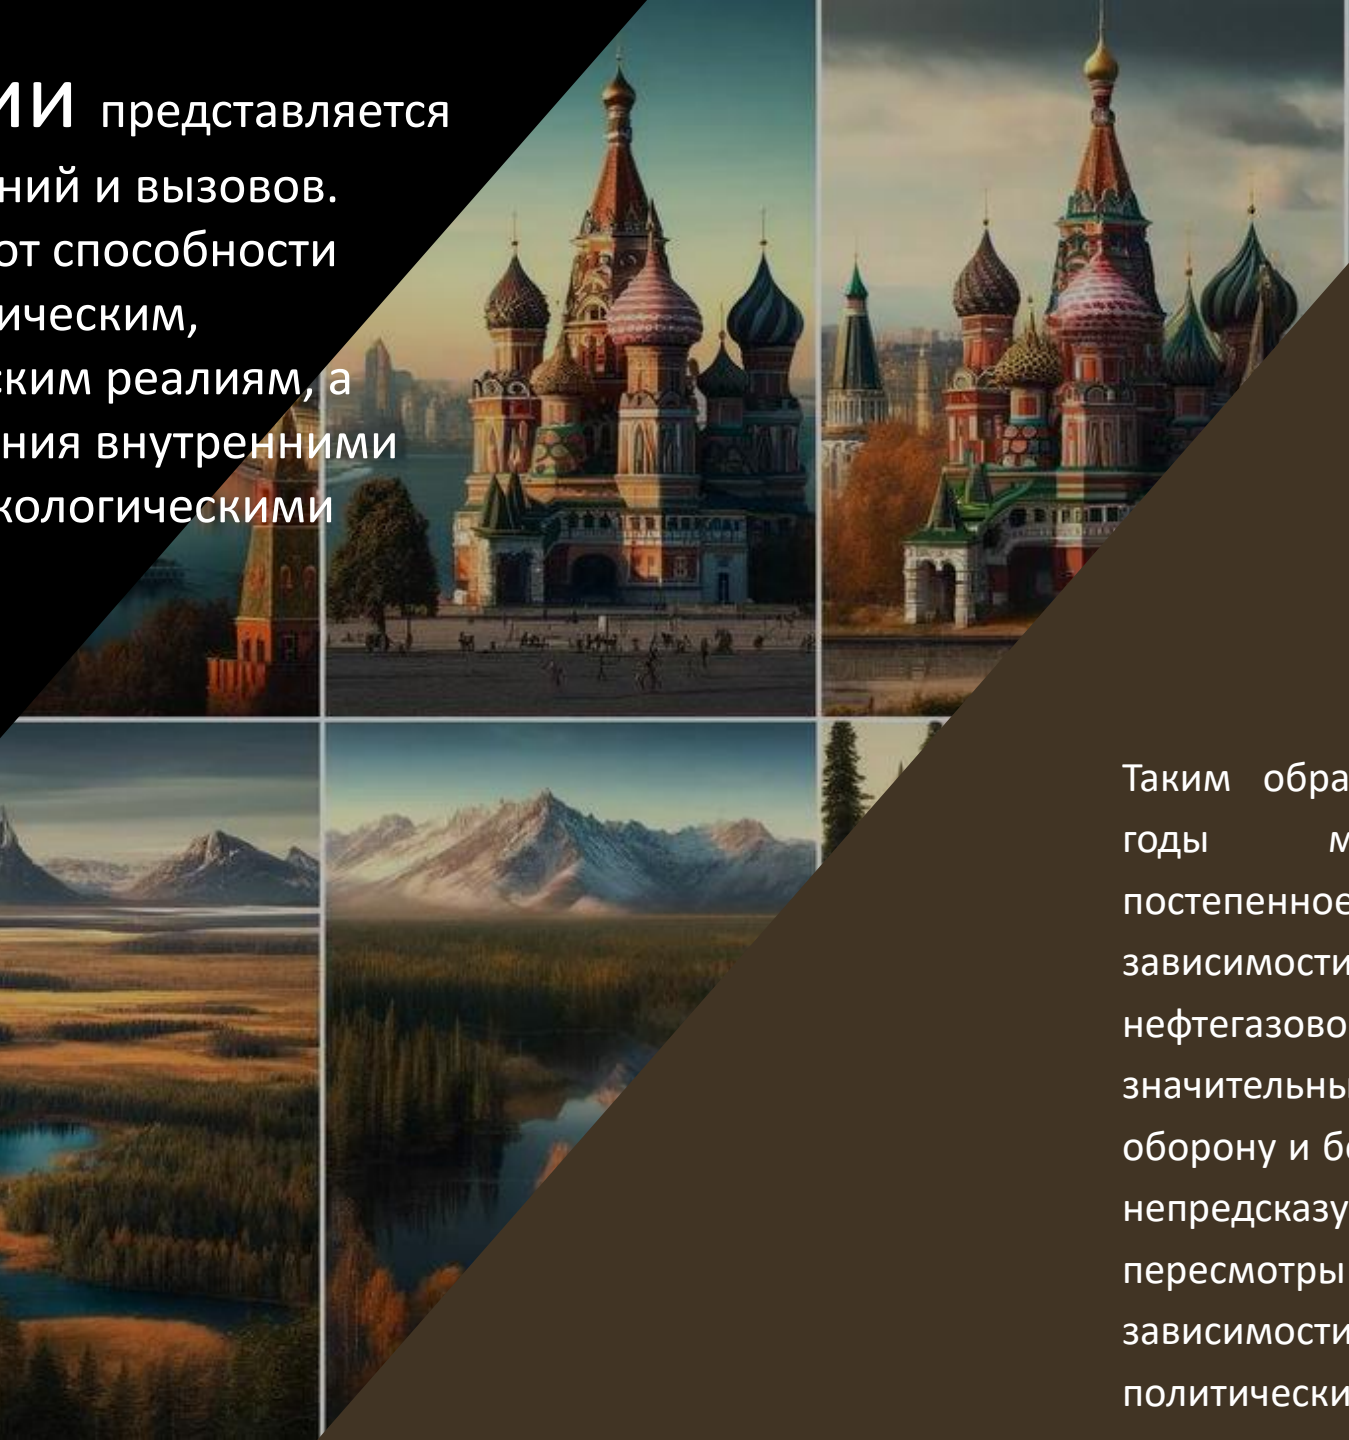 ии представляется
ний и вызовов.
от способности
ическим,
ским реалиям, а
ния внутренними
кологическими
Таким обра
годы м
постепенное
зависимости
нефтегазово
значительны
оборону и бе
непредсказу
пересмотры
зависимости
политически